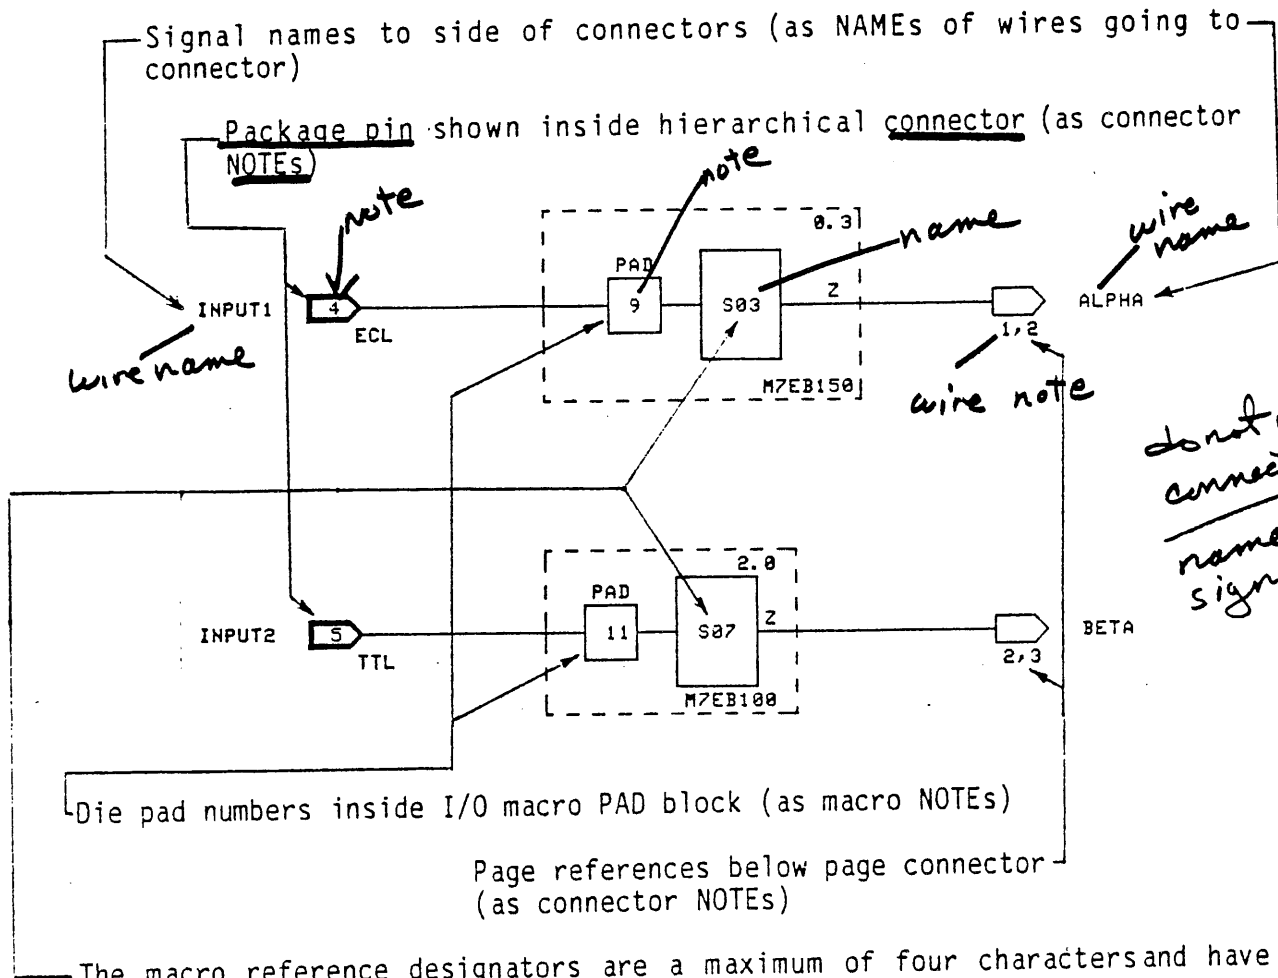 Signal names to side of connectors (as NAMEs of wires going to
connector)
Package pin shown inside hierarchical connector (as connector
NOTEs)
note
note
0.3
name
wire
name
PAD
INPUT1
4
ECL
9
S03
Z
ALPHA
1,2
wire name
M7EB150
wire note
do not
name
2.0
PAD
INPUT2
5
TTL
11
S07
Z
BETA
2,3
M7EB100
Die pad numbers inside I/O macro PAD block (as macro NOTEs)
Page references below page connector
(as connector NOTEs)
The macro reference designators are a maximum of four characters and have